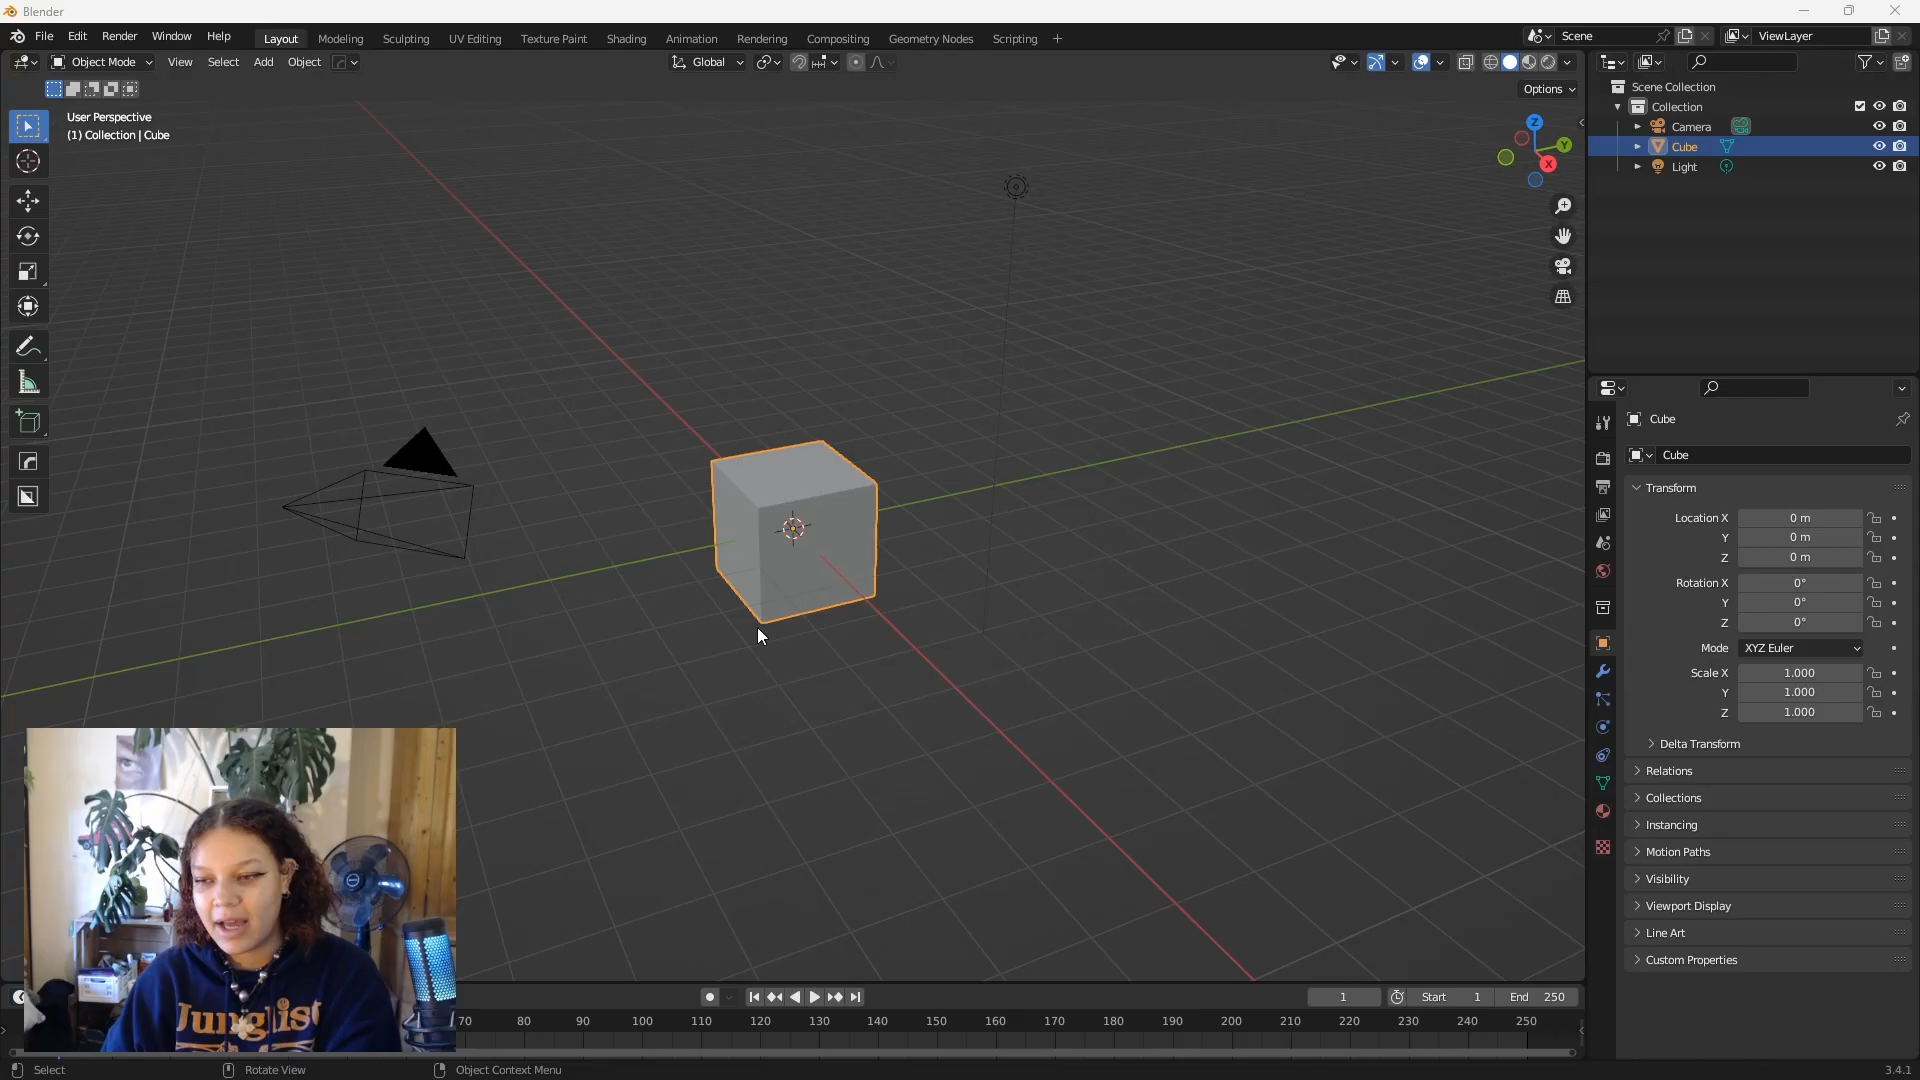 Blender
File Edit Render Window Help Layout Modeling Sculpting UV Editing Texture Paint Shading Animation Rendering Compositing Geometry Nodes Scripting + Scene ViewLayer
Object Mode View Select Add Object Global
Options
User Perspective
(1) Collection | Cube
Z
Y
X
Scene Collection
Collection
Camera
Cube
Light
Cube
Cube
Transform
Location X 0 m
Y 0 m
Z 0 m
Rotation X 0°
Y 0°
Z 0°
Mode XYZ Euler
Scale X 1.000
Y 1.000
Z 1.000
Delta Transform
Relations
Collections
Instancing
Motion Paths
Visibility
Viewport Display
Line Art
Custom Properties
Junglist
1 Start 1 End 250
70 80 90 100 110 120 130 140 150 160 170 180 190 200 210 220 230 240 250
Select Rotate View Object Context Menu 3.4.1